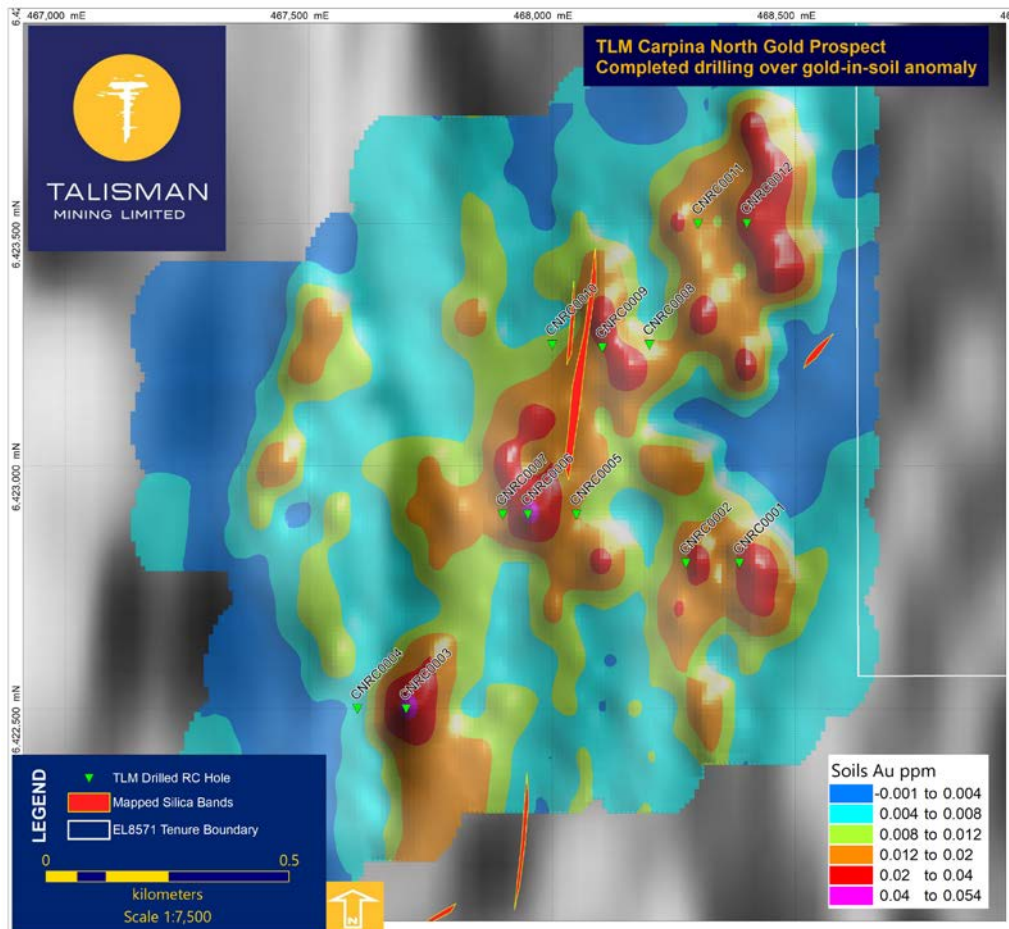 467,000 mE
467,500 mE
468,000 mE
468,500 mE
TALISMAN
MINING LIMITED
TLM Carpina North Gold Prospect
Completed drilling over gold-in-soil anomaly
6,423,500 mN
6,423,000 mN
6,422,500 mN
CNRC0011
CNRC0012
CNRC0010
CNRC0009
CNRC0008
CNRC0007
CNRC0006
CNRC0005
CNRC0002
CNRC0001
CNRC0004
CNRC0003
LEGEND
TLM Drilled RC Hole
Mapped Silica Bands
EL8571 Tenure Boundary
0 0.5
kilometers
Scale 1:7,500
N
Soils Au ppm
-0.001 to 0.004
0.004 to 0.008
0.008 to 0.012
0.012 to 0.02
0.02 to 0.04
0.04 to 0.054